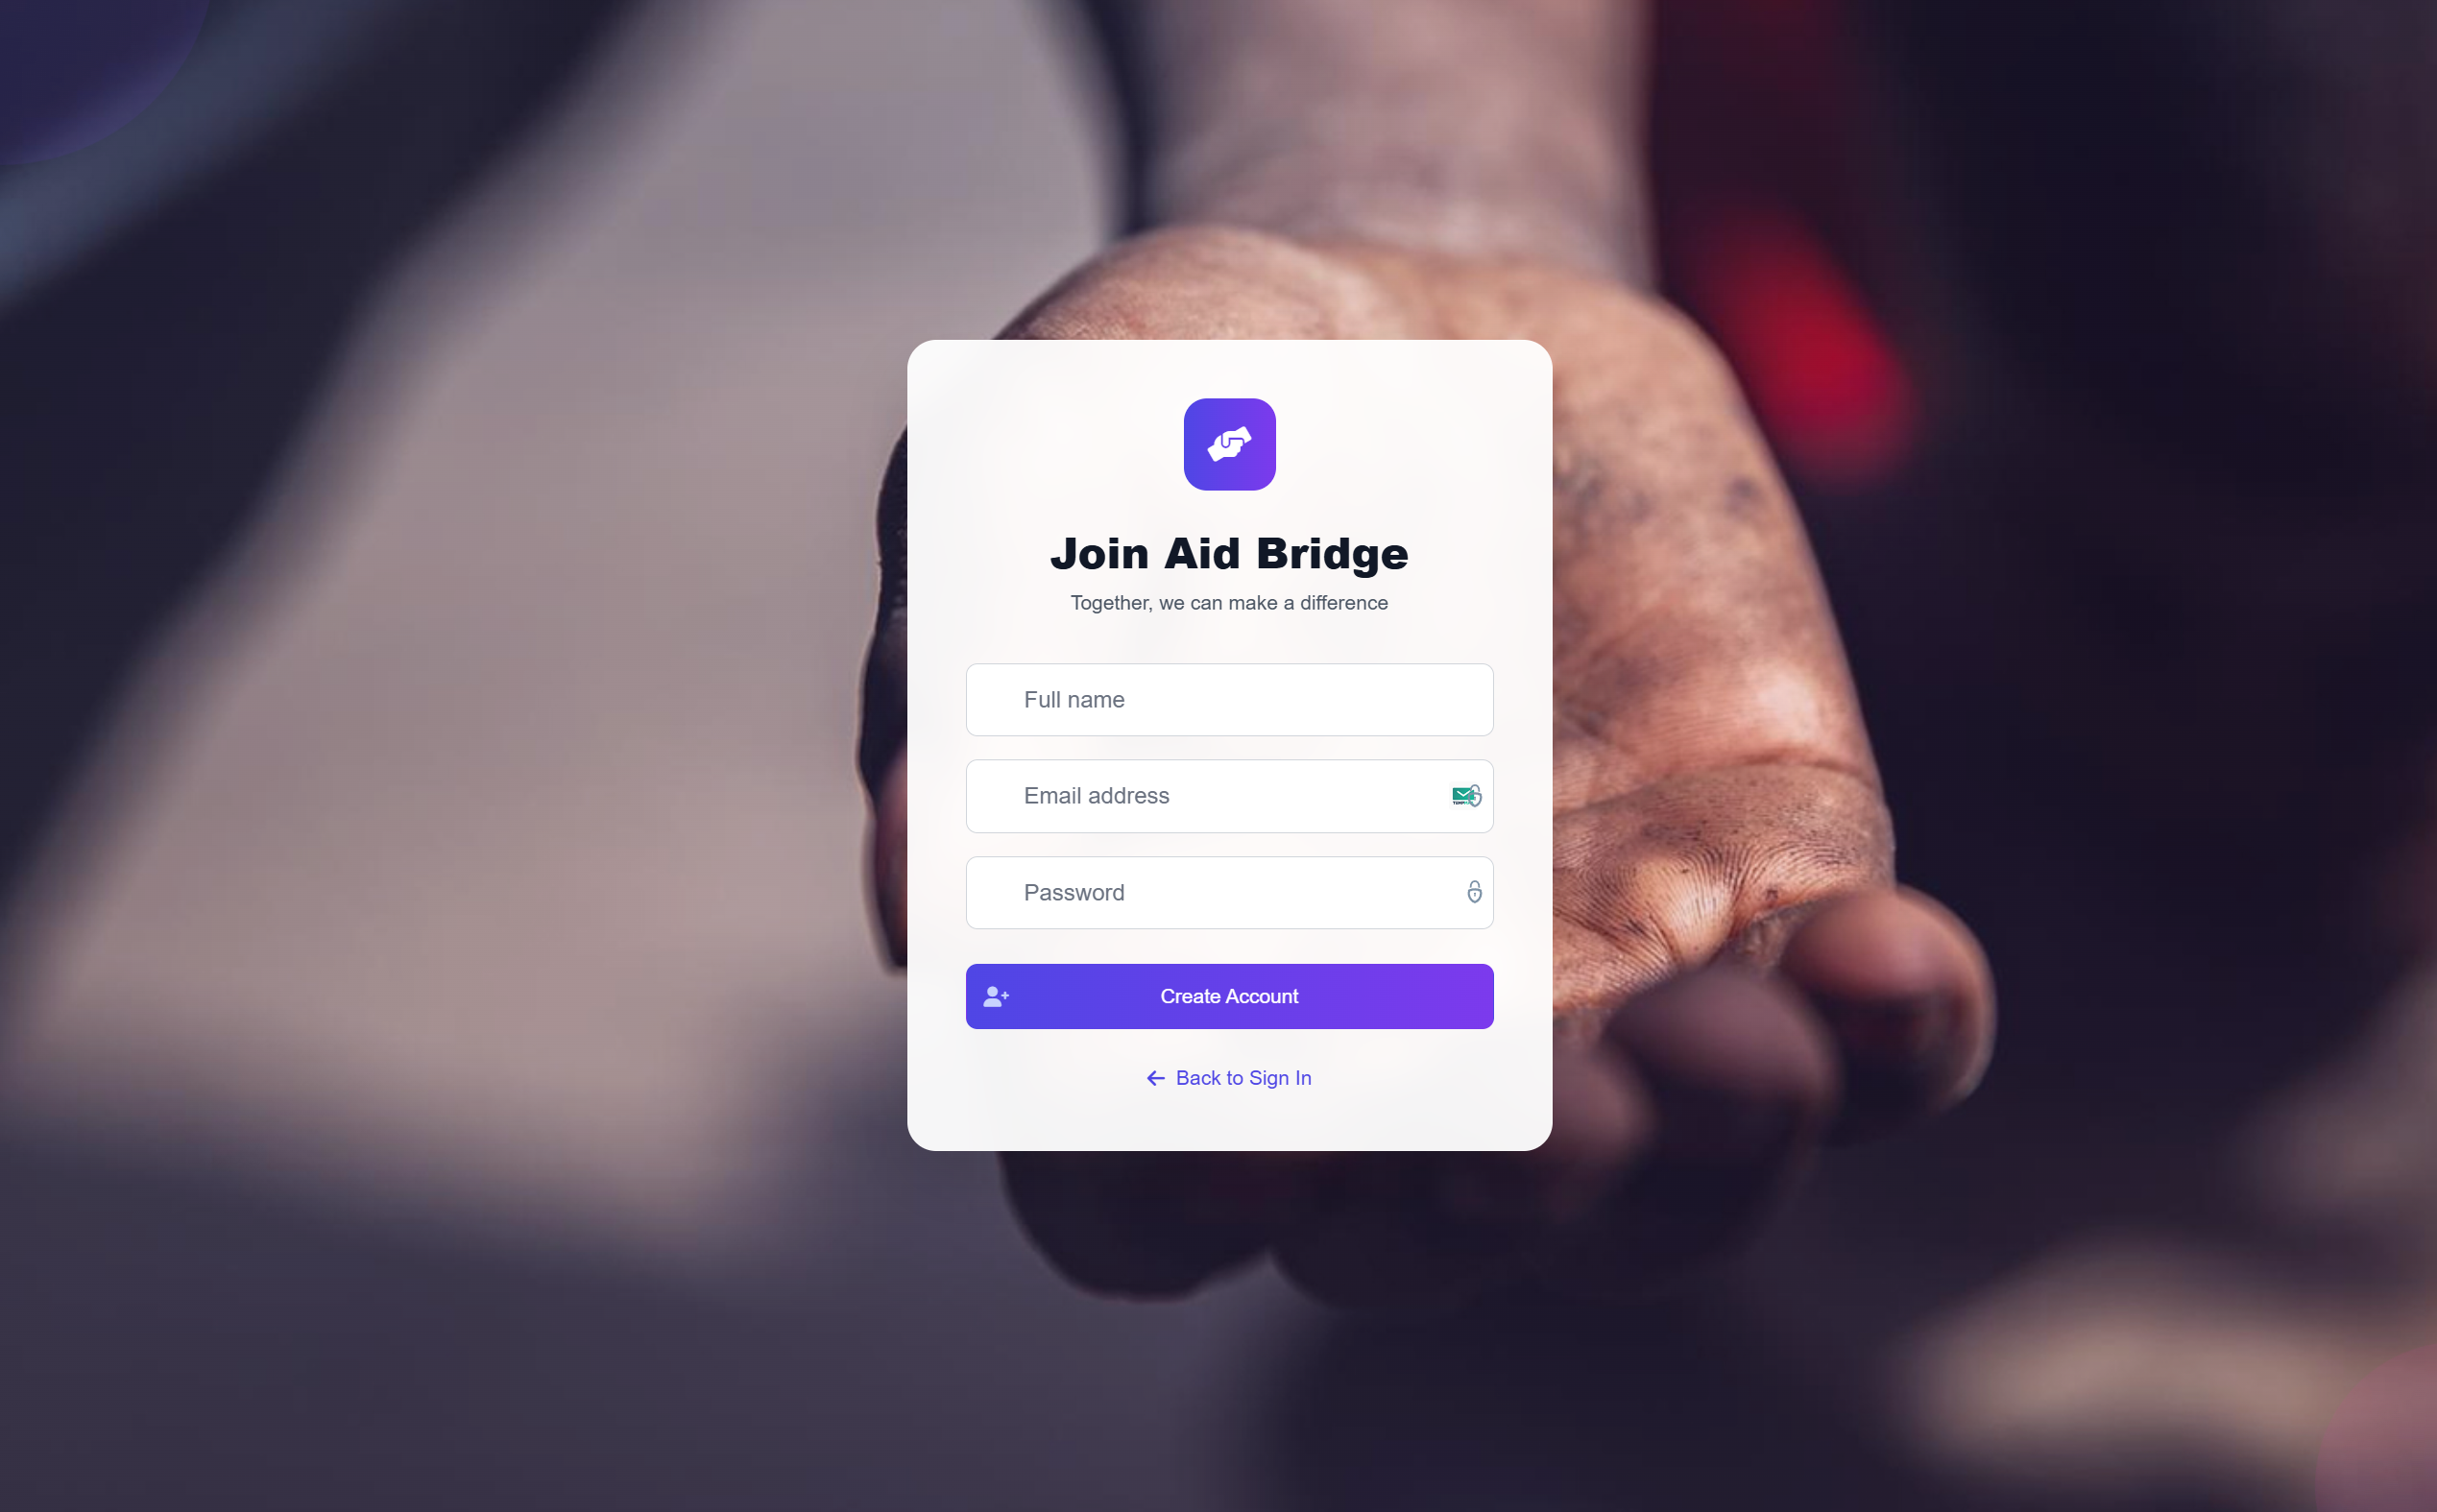 Join Aid Bridge
Together, we can make a difference
Full name
Email address
Password
Create Account
Back to Sign In